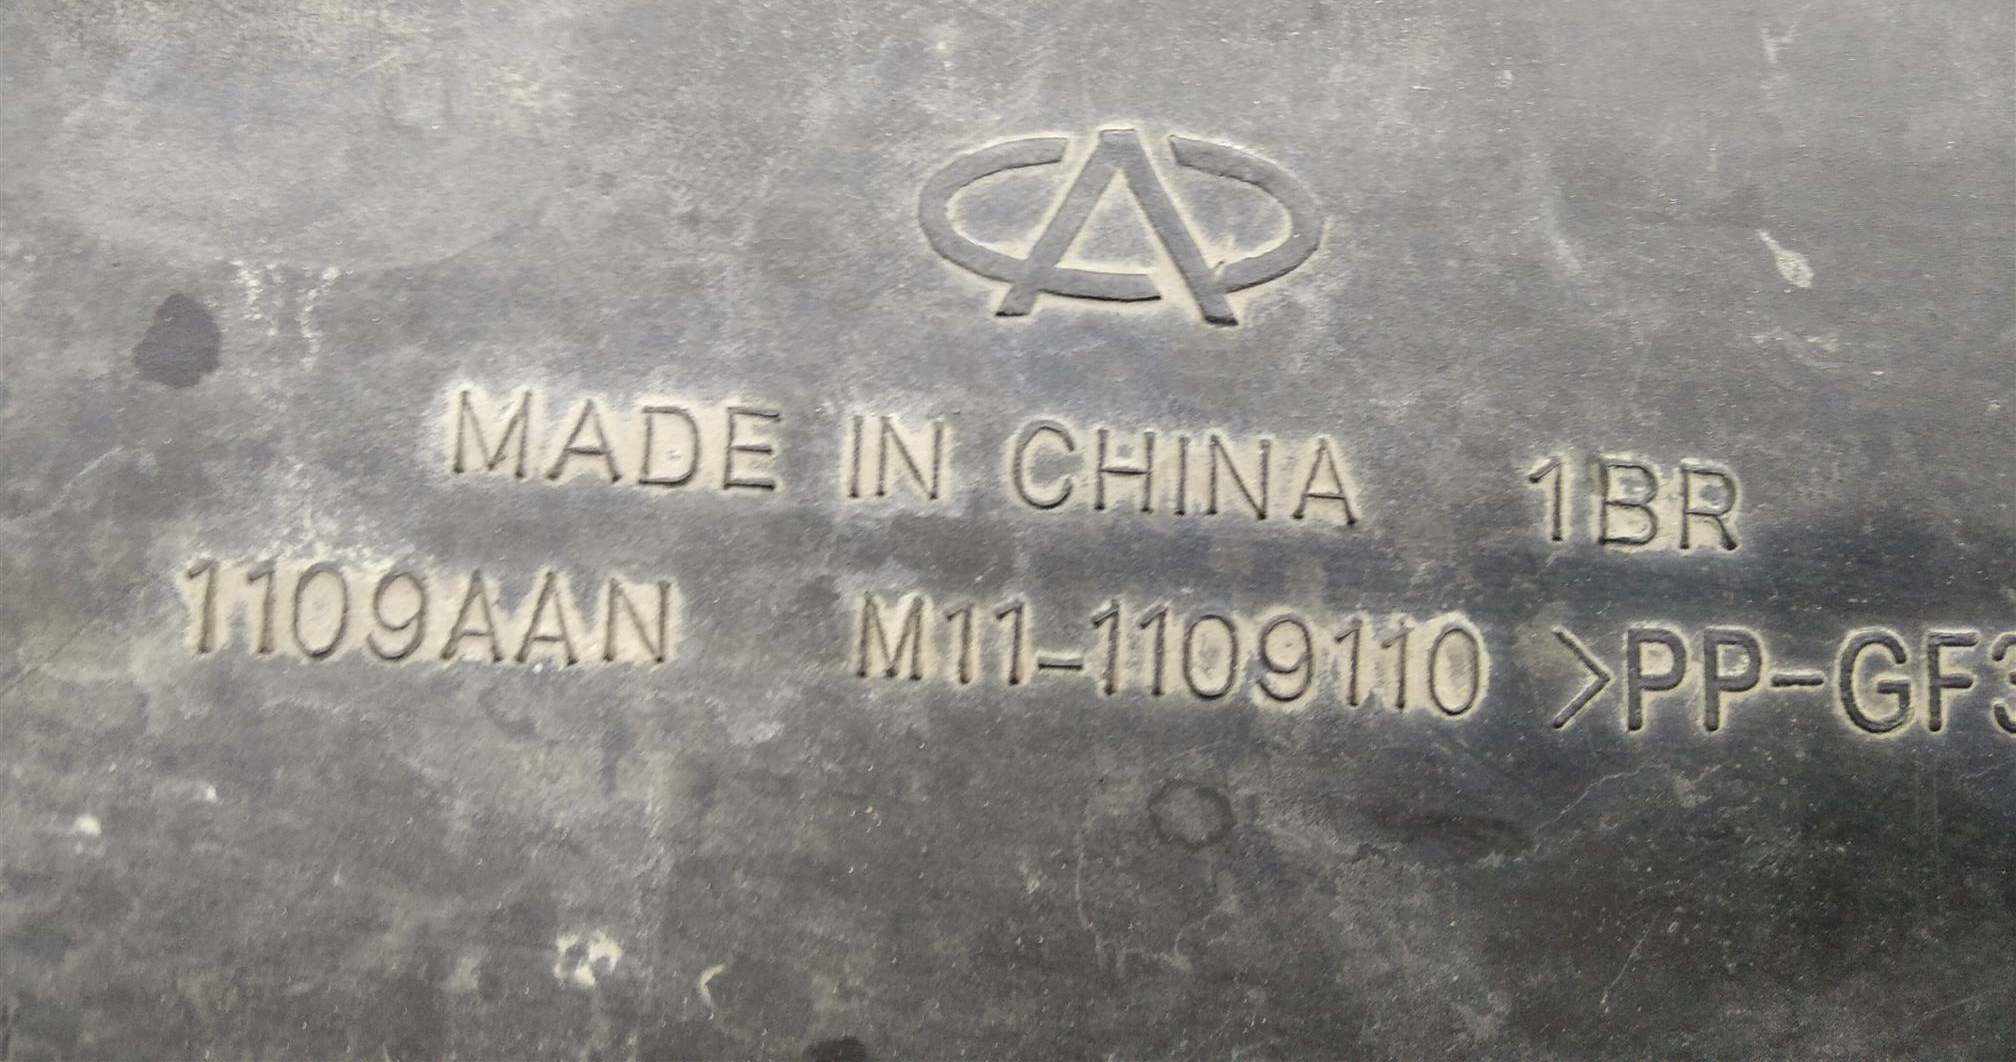 MADE IN CHINA 1BR
1109AAN M11-1109110 >PP-GF3